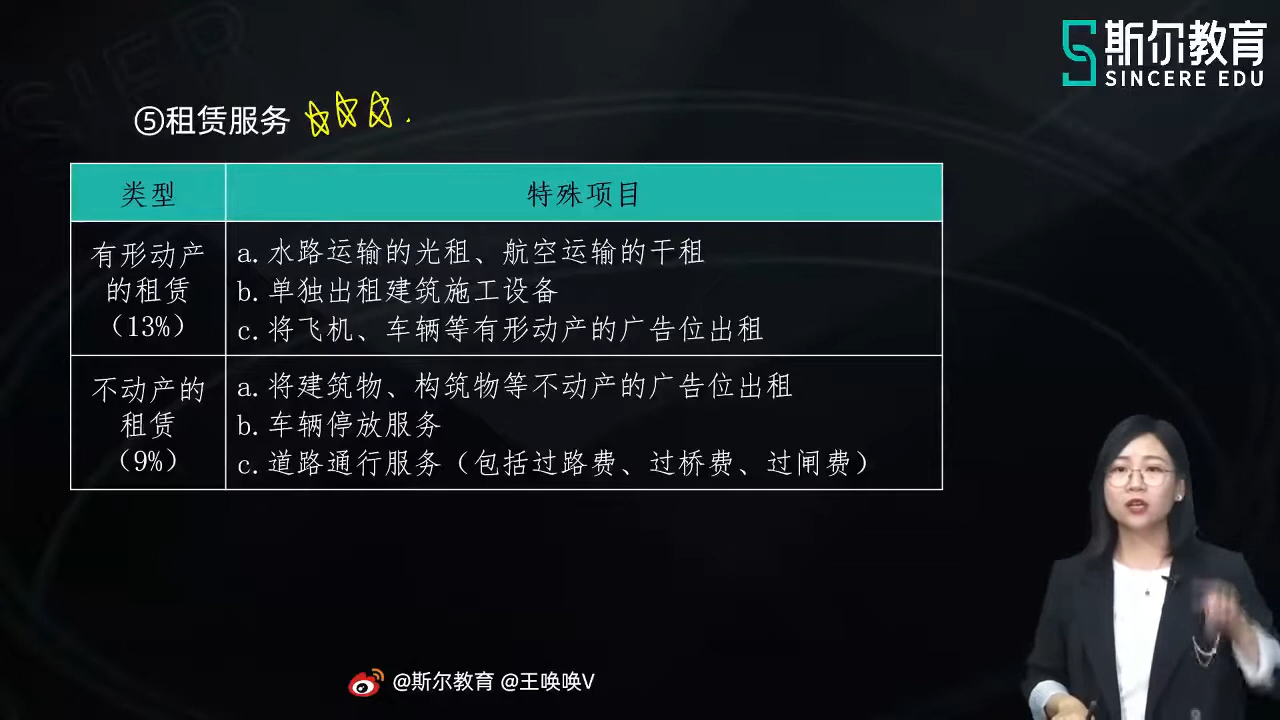 斯尔教育
SINCERE EDU
⑤租赁服务
类型
特殊项目
有形动产
的租赁
（13%）
a.水路运输的光租、航空运输的干租
b.单独出租建筑施工设备
c.将飞机、车辆等有形动产的广告位出租
不动产的
租赁
（9%）
a.将建筑物、构筑物等不动产的广告位出租
b.车辆停放服务
c.道路通行服务（包括过路费、过桥费、过闸费）
@斯尔教育 @王唤唤V